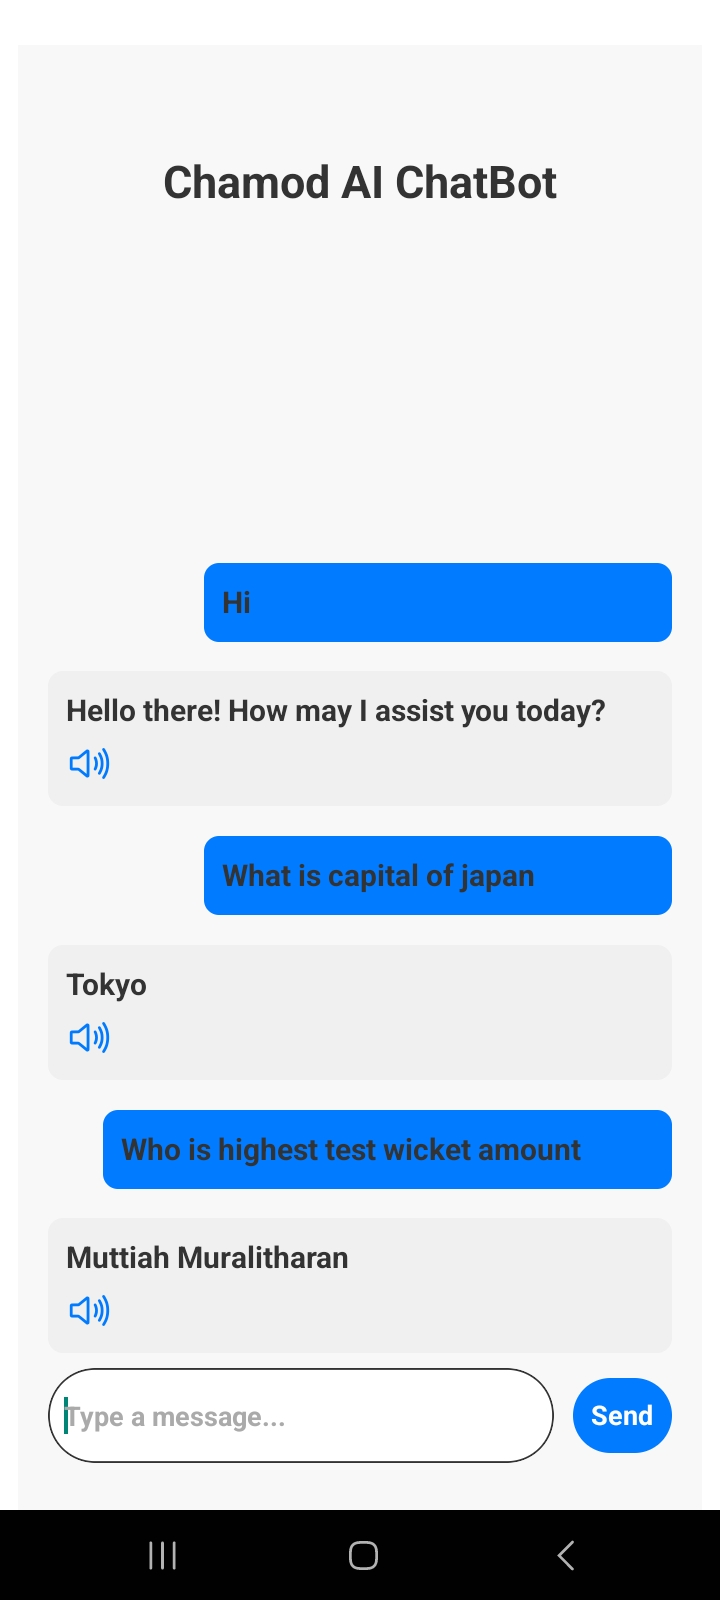 Chamod AI ChatBot
Hi
Hello there! How may I assist you today?
What is capital of japan
Tokyo
Who is highest test wicket amount
Muttiah Muralitharan
Type a message...
Send